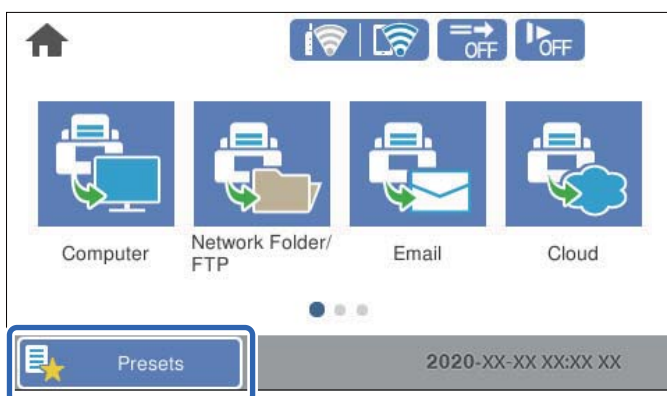 OFF
OFF
Computer
Network Folder/
FTP
Email
Cloud
Presets
2020-XX-XX XX:XX XX